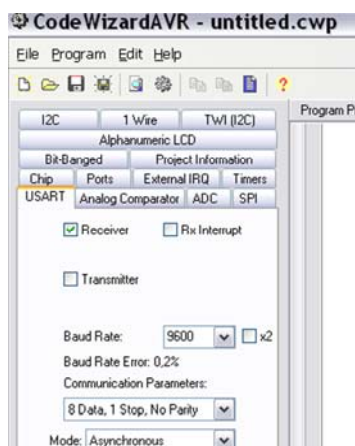 CodeWizardAVR - untitled.cwp
File Program Edit Help
I2C 1 Wire TWI (I2C)
Program P
Alphanumeric LCD
Bit-Banged Project Information
Chip Ports External IRQ Timers
USART Analog Comparator ADC SPI
Receiver Rx Interrupt
Transmitter
Baud Rate: 9600 x2
Baud Rate Error: 0,2%
Communication Parameters:
8 Data, 1 Stop, No Parity
Mode: Asynchronous